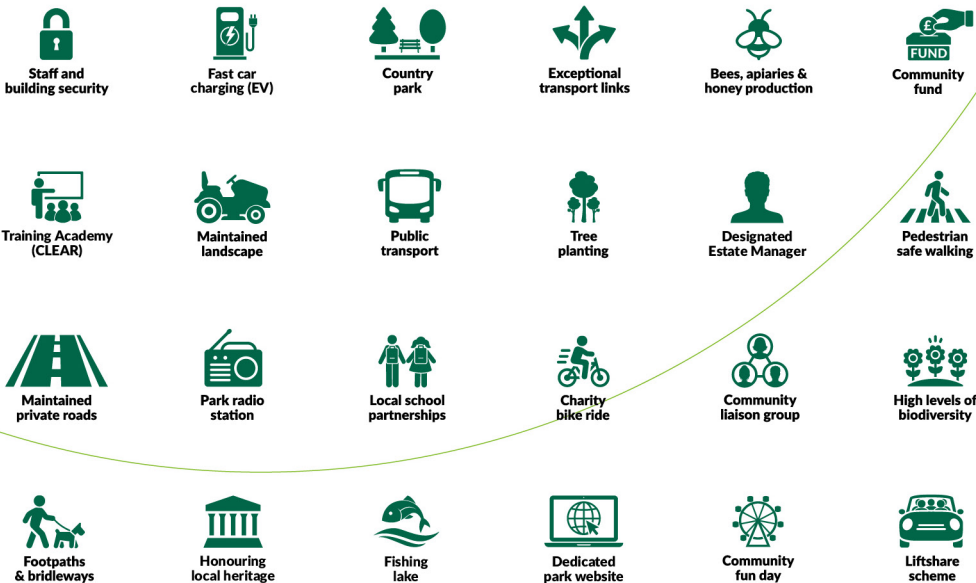 Staff and
building security
Fast car
charging (EV)
Country
park
Exceptional
transport links
Bees, apiaries &
honey production
£
FUND
Community
fund
Training Academy
(CLEAR)
Maintained
landscape
Public
transport
Tree
planting
Designated
Estate Manager
Pedestrian
safe walking
Maintained
private roads
Park radio
station
Local school
partnerships
Charity
bike ride
Community
liaison group
High levels of
biodiversity
Footpaths
& bridleways
Honouring
local heritage
Fishing
lake
Dedicated
park website
Community
fun day
Liftshare
scheme